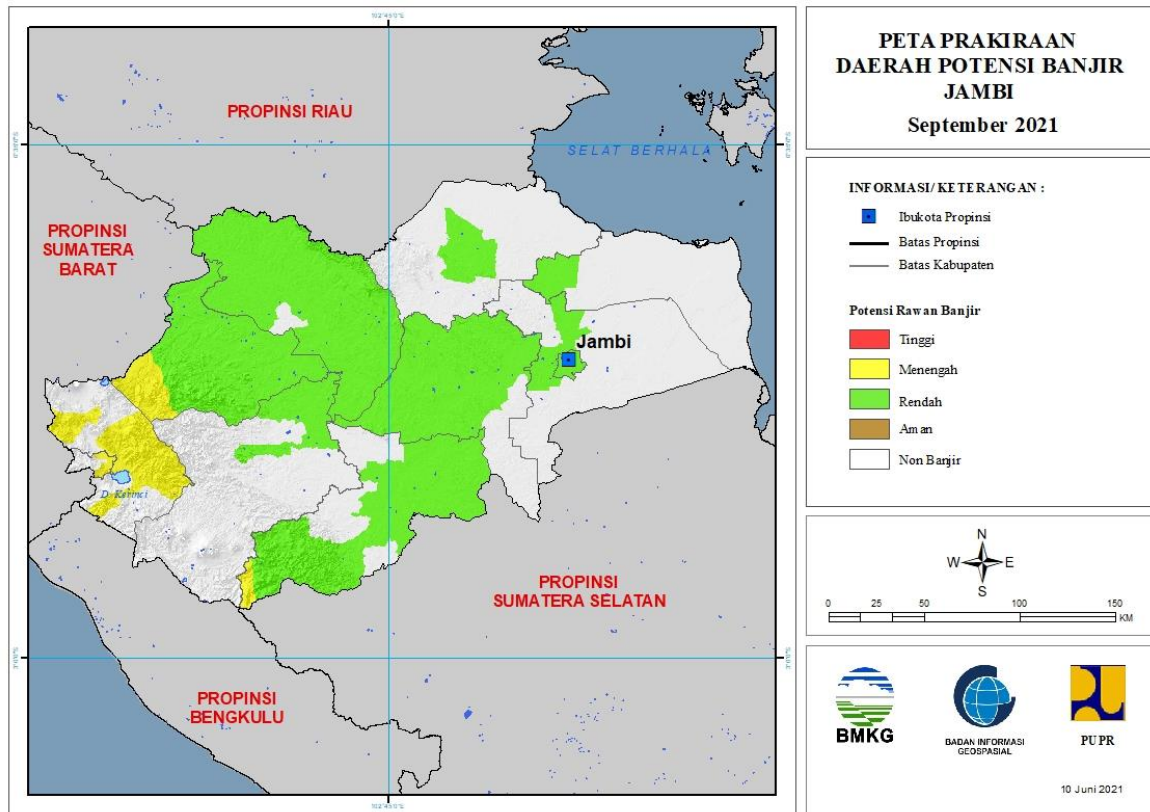 PETA PRAKIRAAN
DAERAH POTENSI BANJIR
JAMBI
September 2021
PROPINSI RIAU
SELAT BERHALA
PROPINSI
SUMATERA
BARAT
Jambi
D. Kerinci
PROPINSI
SUMATERA SELATAN
PROPINSI
BENGKULU
INFORMASI/ KETERANGAN :
Ibukota Propinsi
Batas Propinsi
Batas Kabupaten
Potensi Rawan Banjir
Tinggi
Menengah
Rendah
Aman
Non Banjir
N
W E
S
0 25 50 100 150
KM
BMKG
BADAN INFORMASI
GEOSPASIAL
PUPR
10 Juni 2021